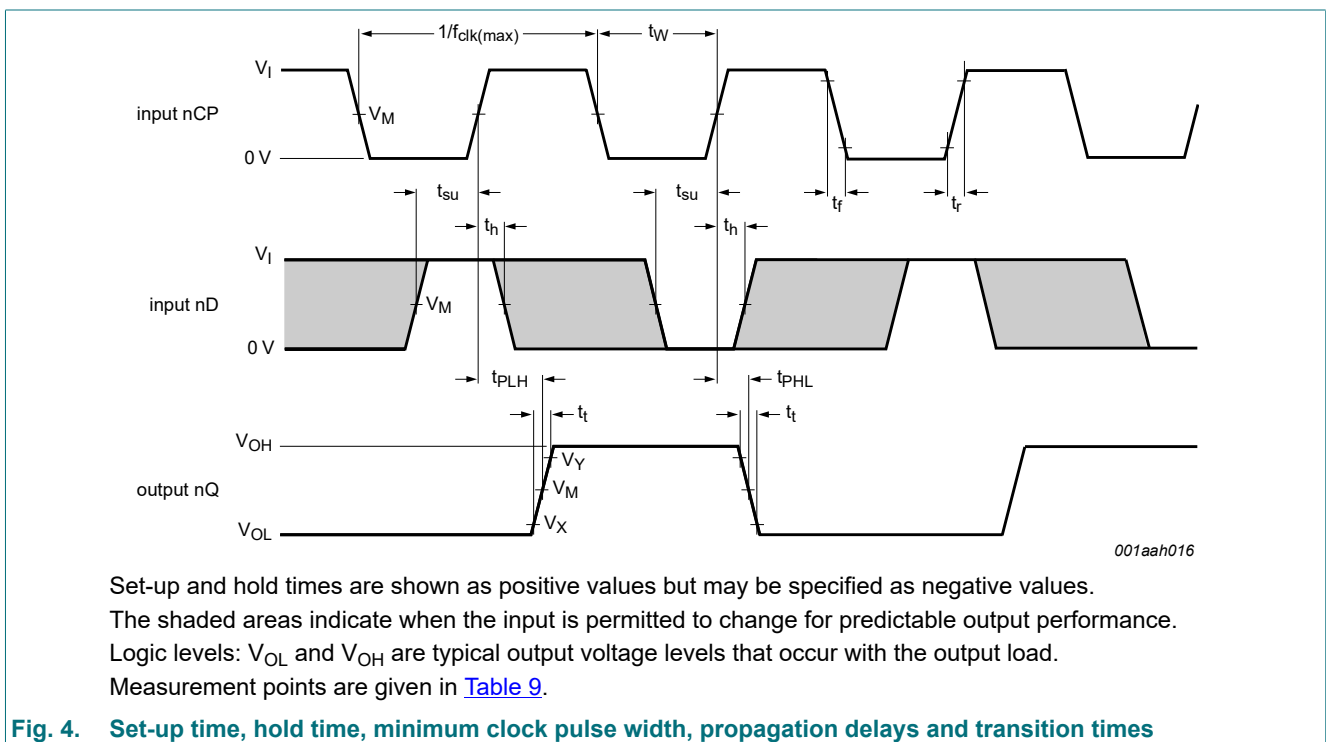 1/fclk(max)
tW
VI
input nCP
VM
0 V
tsu
tsu
tf
tr
th
th
VI
input nD
VM
0 V
tPLH
tPHL
tt
tt
VOH
VY
output nQ
VM
VX
VOL
001aah016
Set-up and hold times are shown as positive values but may be specified as negative values.
The shaded areas indicate when the input is permitted to change for predictable output performance.
Logic levels: VOL and VOH are typical output voltage levels that occur with the output load.
Measurement points are given in Table 9.
Fig. 4. Set-up time, hold time, minimum clock pulse width, propagation delays and transition times